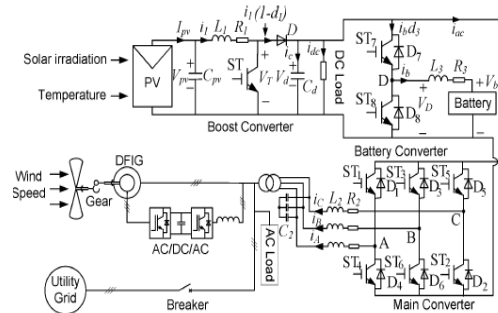 i1(1-d1)
Ipv i1 L1 R1 D
Solar irradiation
PV
Vpv Cpv
ST
VT
ic
Vd Cd
idc
DC Load
Temperature
Boost Converter
ibd3
iac
ST7
D7
D
ib L3 R3
Vb
VD
Battery
ST8
D8
Battery Converter
DFIG
Wind
Speed
Gear
AC/DC/AC
C2
iC L2 R2
iB
iA
AC Load
ST1 ST3 ST5
D1 D3 D5
A B C
ST4 ST6 ST2
D4 D6 D2
Main Converter
Utility
Grid
Breaker